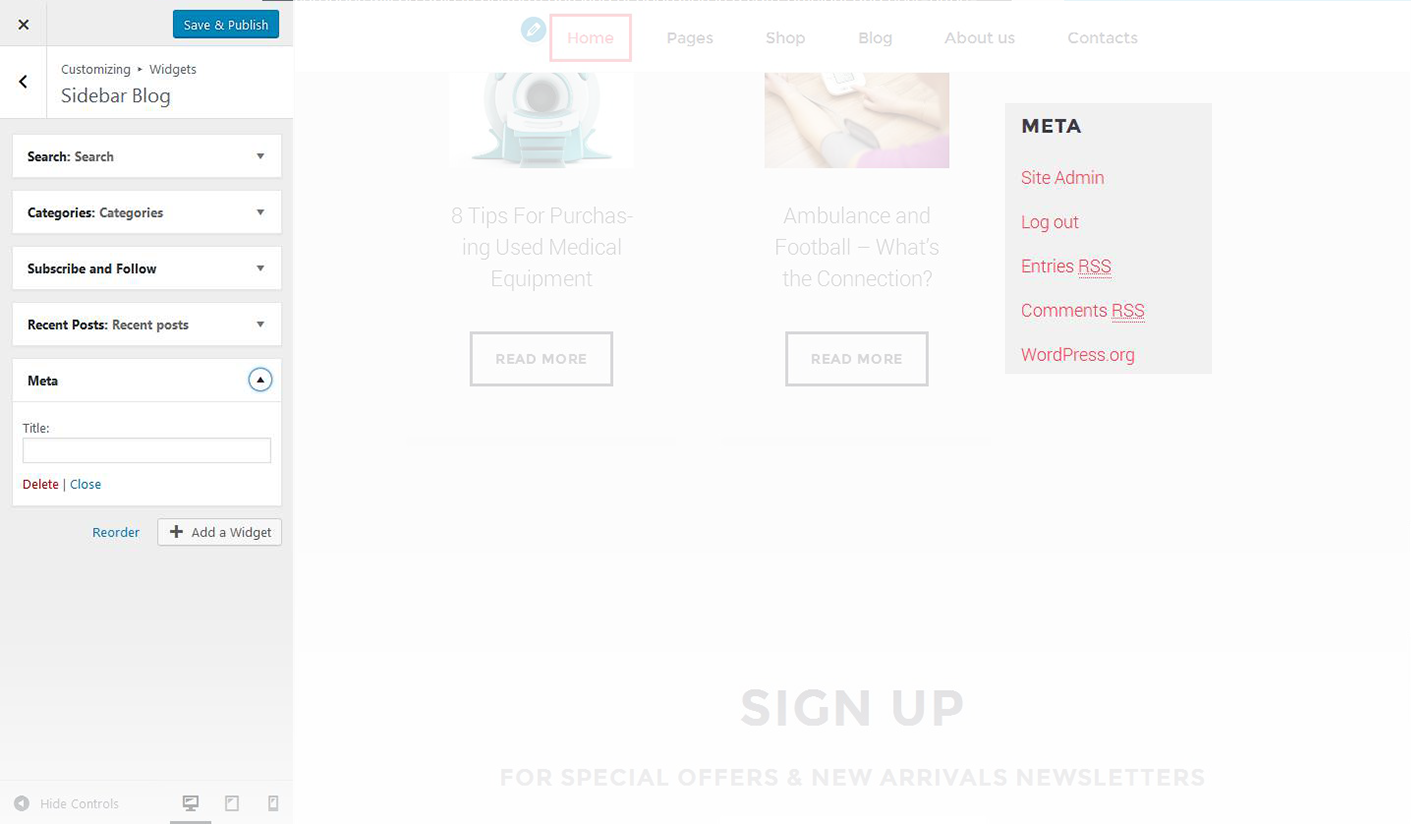 Save & Publish
Customizing ▸ Widgets
Sidebar Blog
Search: Search
Categories: Categories
Subscribe and Follow
Recent Posts: Recent posts
Meta
Title:
Delete | Close
Reorder
Add a Widget
Hide Controls
Home
Pages
Shop
Blog
About us
Contacts
8 Tips For Purchas-
ing Used Medical
Equipment
READ MORE
Ambulance and
Football – What’s
the Connection?
READ MORE
META
Site Admin
Log out
Entries RSS
Comments RSS
WordPress.org
SIGN UP
FOR SPECIAL OFFERS & NEW ARRIVALS NEWSLETTERS